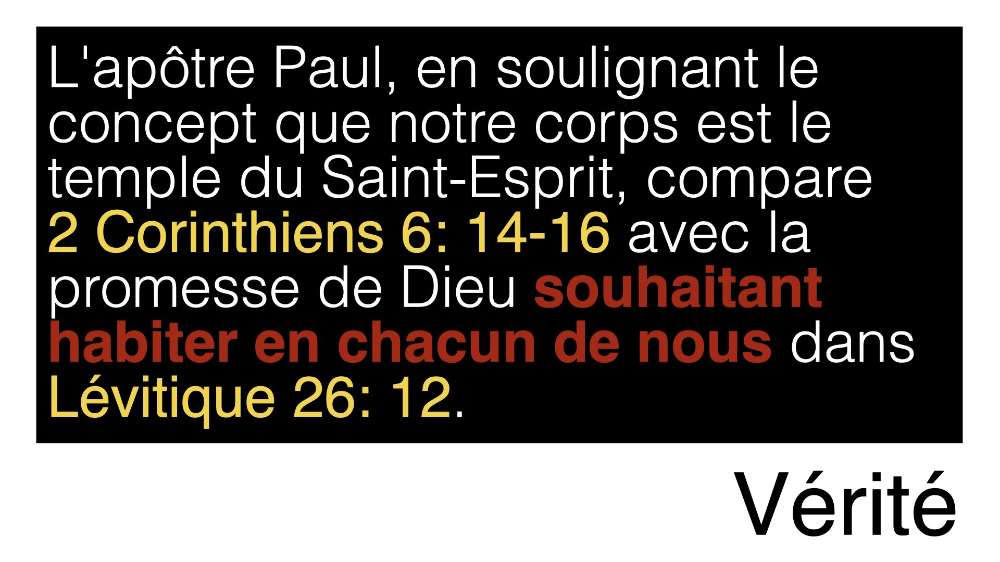 L'apôtre Paul, en soulignant le
concept que notre corps est le
temple du Saint-Esprit, compare
2 Corinthiens 6: 14-16 avec la
promesse de Dieu souhaitant
habiter en chacun de nous dans
Lévitique 26: 12.
Vérité